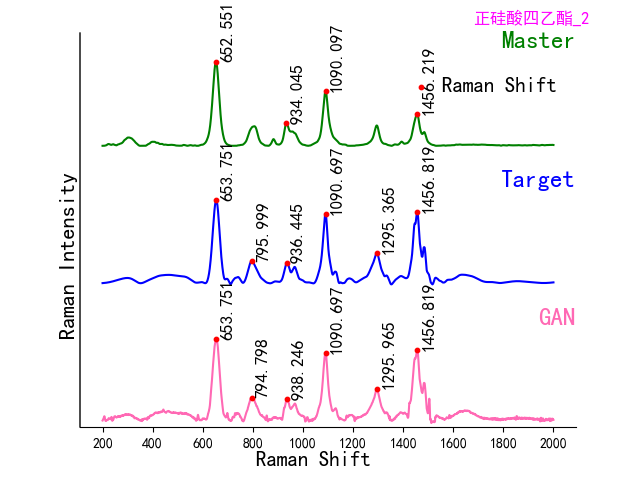 正硅酸四乙酯_2
Master
652.551
934.045
1090.097
1456.219
Raman Shift
Target
653.751
795.999
936.445
1090.697
1295.365
1456.819
GAN
653.751
794.798
938.246
1090.697
1295.965
1456.819
Raman Intensity
200 400 600 800 1000 1200 1400 1600 1800 2000
Raman Shift